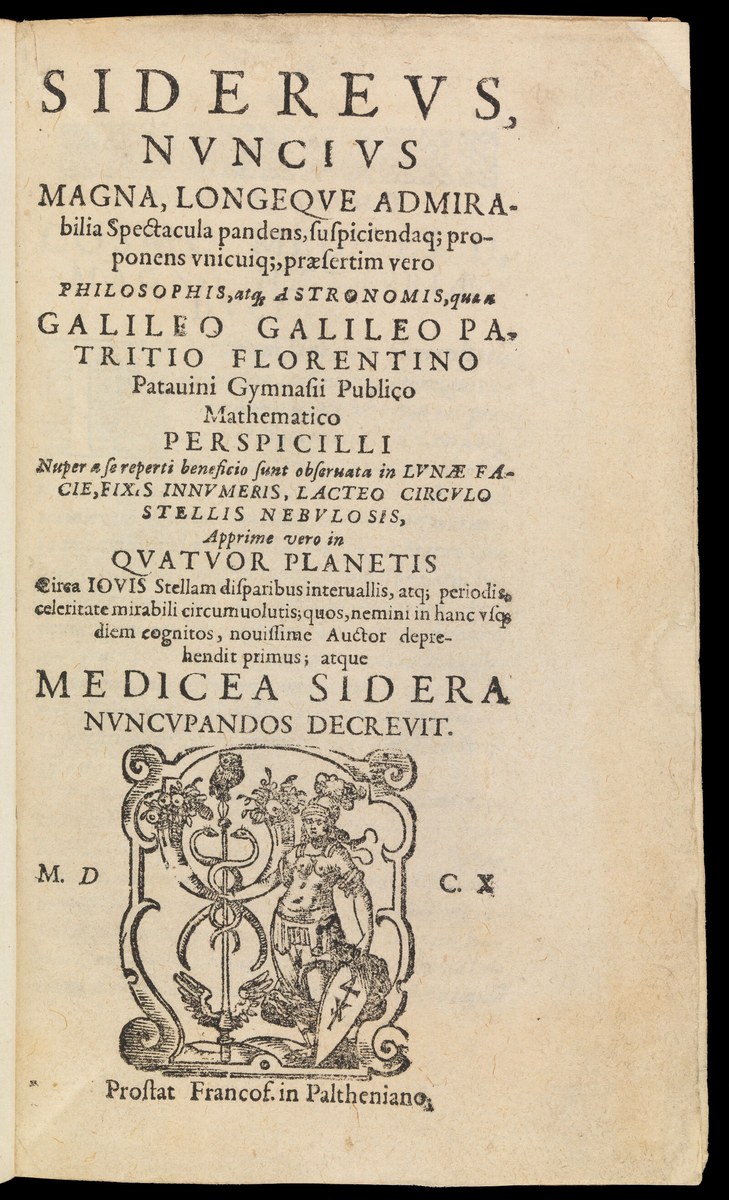 SIDEREVS,
NVNCIVS
MAGNA, LONGEQVE ADMIRA-
bilia Spectacula pandens, ſuſpiciendaq; pro-
ponens vnicuiq;, præſertim vero
PHILOSOPHIS, atq; ASTRONOMIS, quæ a
GALILEO GALILEO PA-
TRITIO FLORENTINO
Patauini Gymnaſii Publico
Mathematico
PERSPICILLI
Nuper a ſe reperti beneficio ſunt obſeruata in LVNÆ FA-
CIE, FIXIS INNVMERIS, LACTEO CIRCVLO
STELLIS NEBVLOSIS,
Apprime vero in
QVATVOR PLANETIS
Circa IOVIS Stellam diſparibus interuallis, atq; periodis,
celeritate mirabili circumuolutis; quos, nemini in hanc vſq;
diem cognitos, nouiſſime Auctor depre-
hendit primus; atque
MEDICEA SIDERA
NVNCVPANDOS DECREVIT.
M. D C. X
Proſtat Francof. in Paltheniano.